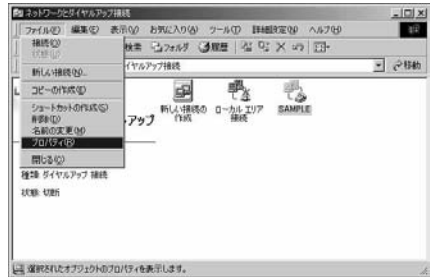 ネットワークとダイヤルアップ接続
ファイル(F) 編集(E) 表示(V) お気に入り(A) ツール(T) 詳細設定(N) ヘルプ(H)
接続(O)
状態(U)
新しい接続(N)...
コピーの作成(C)
ショートカットの作成(S)
削除(D)
名前の変更(M)
プロパティ(R)
閉じる(C)
検索 フォルダ 履歴
イヤルアップ接続
移動
アップ
新しい接続の作成
ローカル エリア接続
SAMPLE
種類: ダイヤルアップ 接続
状態: 切断
選択されたオブジェクトのプロパティを表示します。